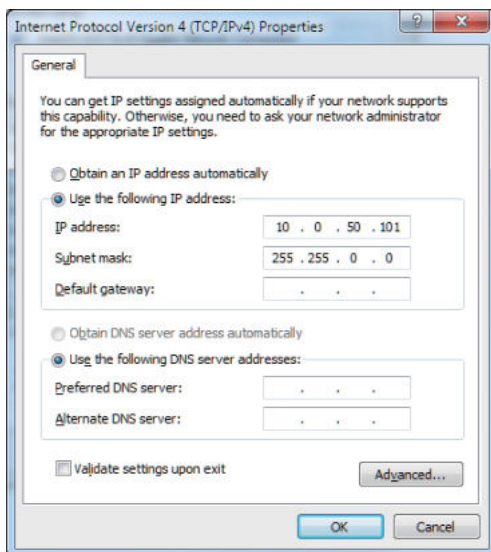 Internet Protocol Version 4 (TCP/IPv4) Properties
General
You can get IP settings assigned automatically if your network supports
this capability. Otherwise, you need to ask your network administrator
for the appropriate IP settings.
Obtain an IP address automatically
Use the following IP address:
IP address: 10 . 0 . 50 . 101
Subnet mask: 255 . 255 . 0 . 0
Default gateway: . . .
Obtain DNS server address automatically
Use the following DNS server addresses:
Preferred DNS server: . . .
Alternate DNS server: . . .
Validate settings upon exit
Advanced...
OK Cancel